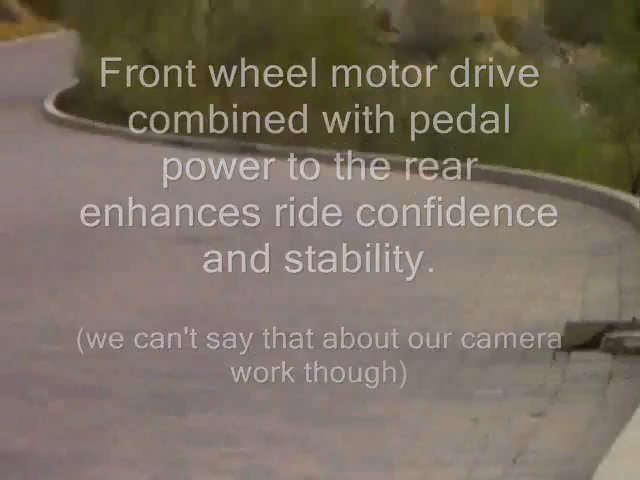 Front wheel motor drive
combined with pedal
power to the rear
enhances ride confidence
and stability.
(we can't say that about our camera
work though)